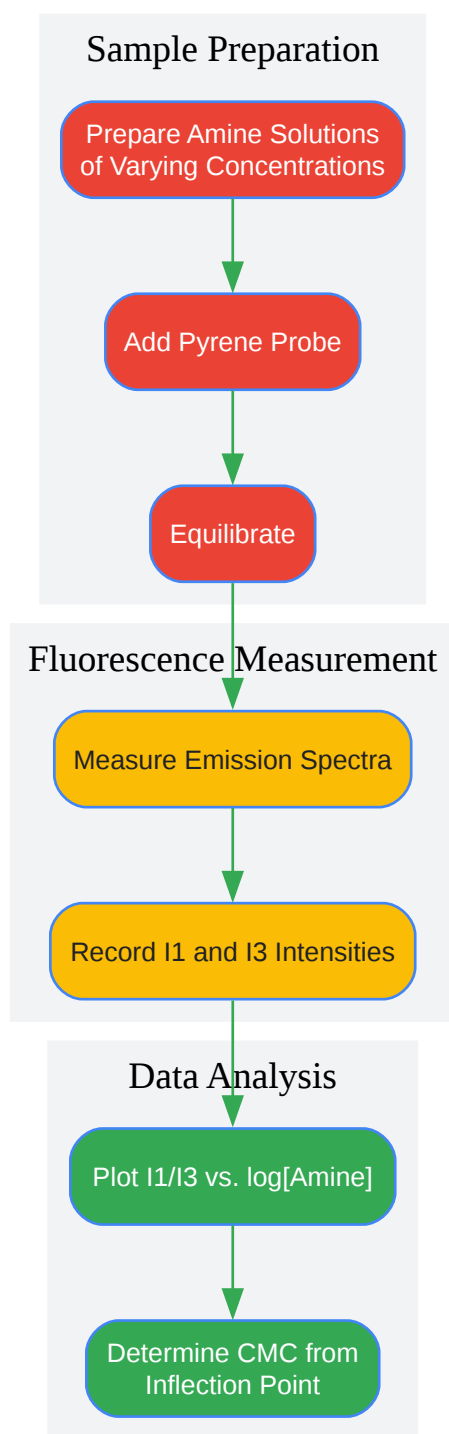 Sample Preparation
Prepare Amine Solutions
of Varying Concentrations
Add Pyrene Probe
Equilibrate
Fluorescence Measurement
Measure Emission Spectra
Record I1 and I3 Intensities
Data Analysis
Plot I1/I3 vs. log[Amine]
Determine CMC from
Inflection Point